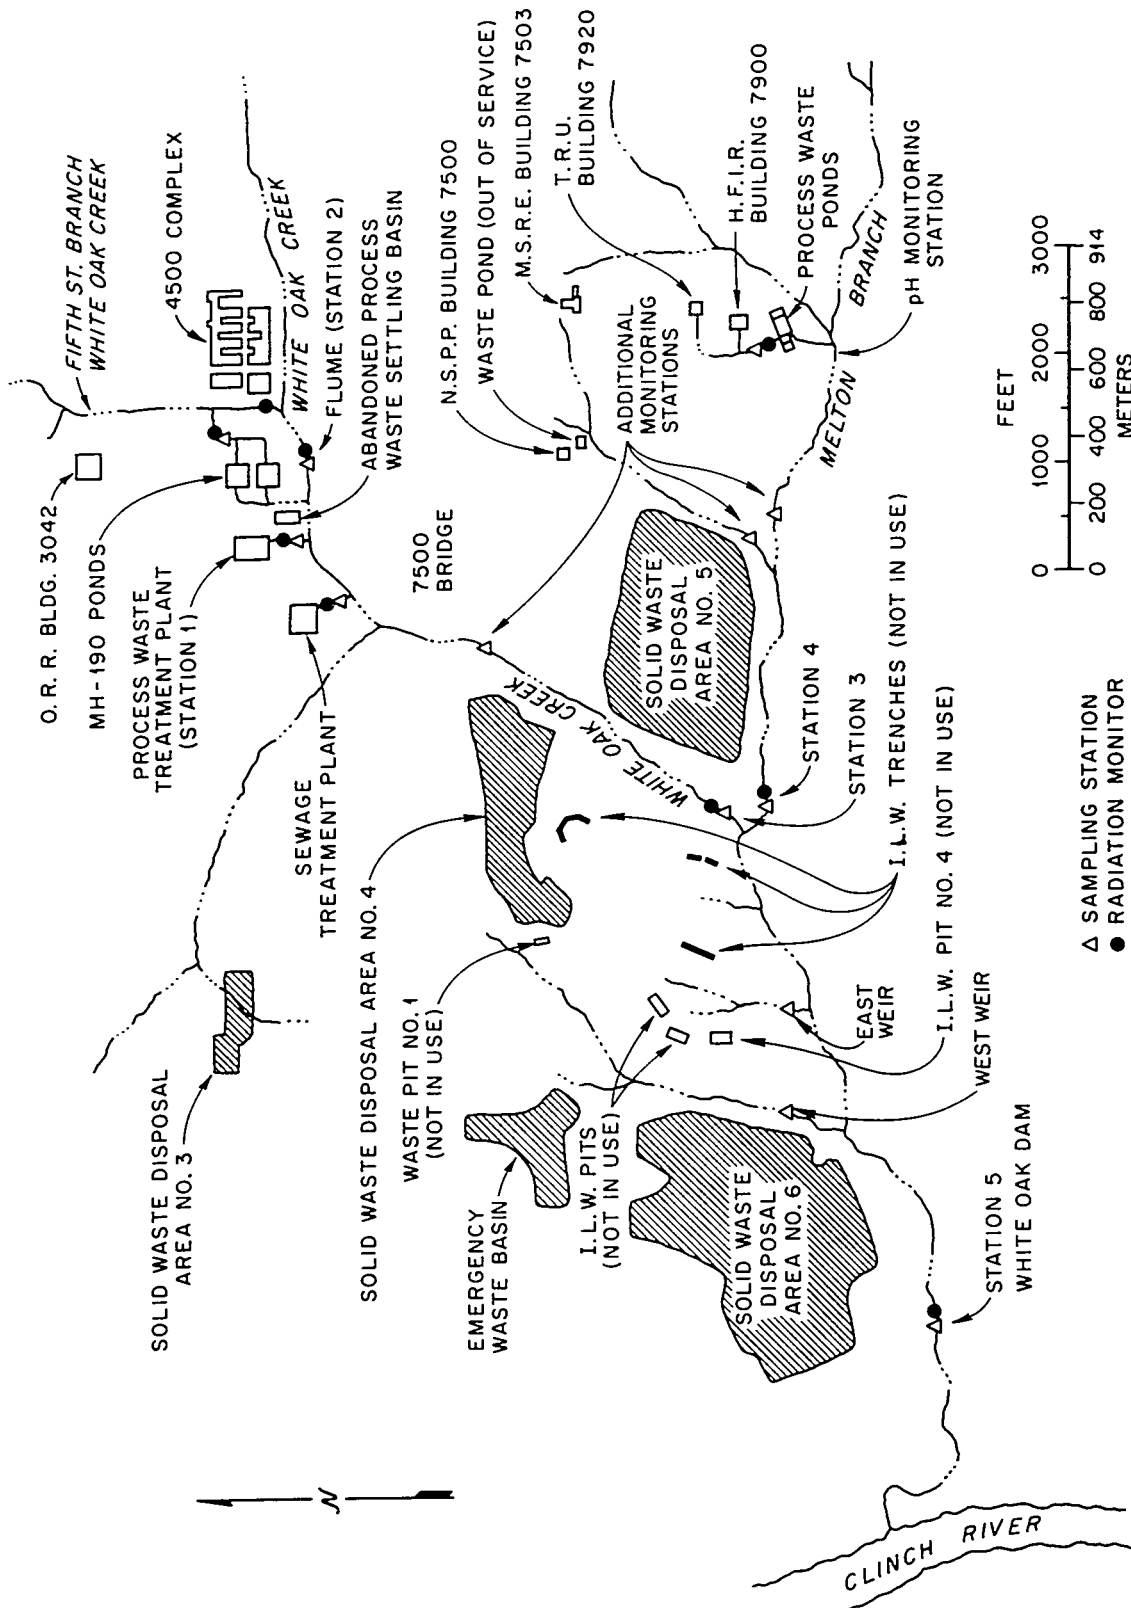 O. R. R. BLDG. 3042
FIFTH ST. BRANCH
WHITE OAK CREEK
4500 COMPLEX
MH-190 PONDS
WHITE OAK CREEK
PROCESS WASTE
TREATMENT PLANT
(STATION 1)
FLUME (STATION 2)
ABANDONED PROCESS
WASTE SETTLING BASIN
SEWAGE
TREATMENT PLANT
7500
BRIDGE
N.S.P.P. BUILDING 7500
WASTE POND (OUT OF SERVICE)
M.S.R.E. BUILDING 7503
T.R.U.
BUILDING 7920
SOLID WASTE DISPOSAL
AREA NO. 3
SOLID WASTE DISPOSAL AREA NO. 4
WASTE PIT NO. 1
(NOT IN USE)
EMERGENCY
WASTE BASIN
WHITE OAK CREEK
SOLID WASTE
DISPOSAL
AREA NO. 5
ADDITIONAL
MONITORING
STATIONS
H.F.I.R.
BUILDING 7900
PROCESS WASTE
PONDS
I.L.W. PITS
(NOT IN USE)
SOLID WASTE
DISPOSAL
AREA NO. 6
MELTON
BRANCH
pH MONITORING
STATION
STATION 4
STATION 3
I.L.W. TRENCHES (NOT IN USE)
EAST
WEIR
I.L.W. PIT NO. 4 (NOT IN USE)
WEST WEIR
STATION 5
WHITE OAK DAM
CLINCH RIVER
N
FEET
0 1000 2000 3000
0 200 400 600 800 914
METERS
△ SAMPLING STATION
● RADIATION MONITOR